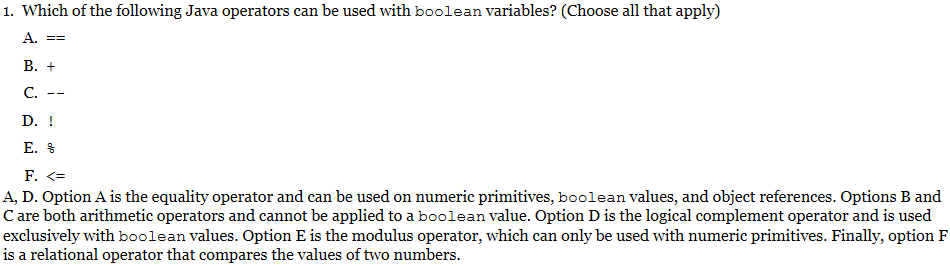 1. Which of the following Java operators can be used with boolean variables? (Choose all that apply)
A. ==
B. +
C. --
D. !
E. %
F. <=
A, D. Option A is the equality operator and can be used on numeric primitives, boolean values, and object references. Options B and
C are both arithmetic operators and cannot be applied to a boolean value. Option D is the logical complement operator and is used
exclusively with boolean values. Option E is the modulus operator, which can only be used with numeric primitives. Finally, option F
is a relational operator that compares the values of two numbers.